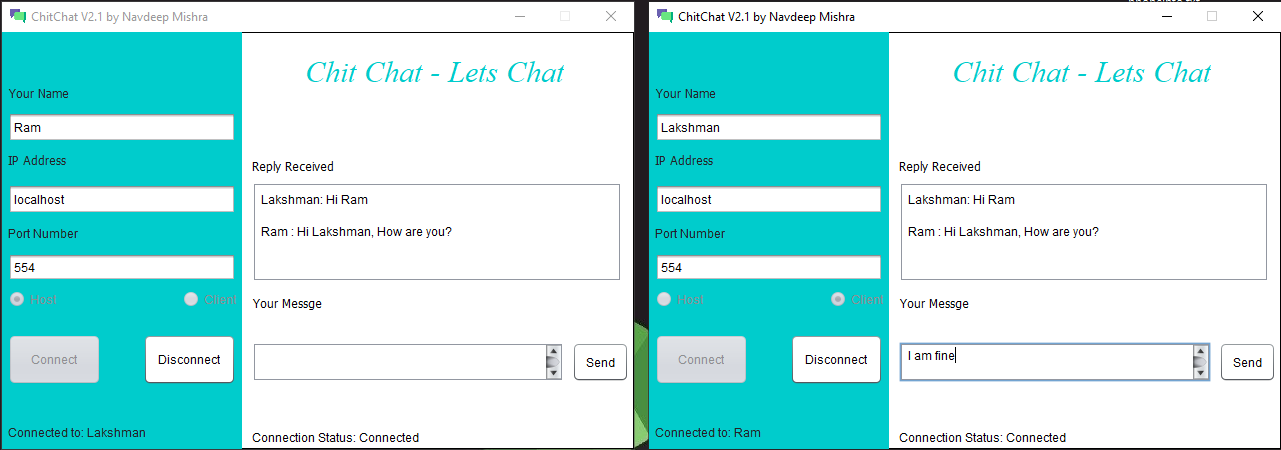 ChitChat V2.1 by Navdeep Mishra
Chit Chat - Lets Chat
Your Name
Ram
IP Address
localhost
Port Number
554
Host Client
Connect Disconnect
Connected to: Lakshman
Reply Received
Lakshman: Hi Ram
Ram : Hi Lakshman, How are you?
Your Messge
Send
Connection Status: Connected
ChitChat V2.1 by Navdeep Mishra
Chit Chat - Lets Chat
Your Name
Lakshman
IP Address
localhost
Port Number
554
Host Client
Connect Disconnect
Connected to: Ram
Reply Received
Lakshman: Hi Ram
Ram : Hi Lakshman, How are you?
Your Messge
I am fine
Send
Connection Status: Connected